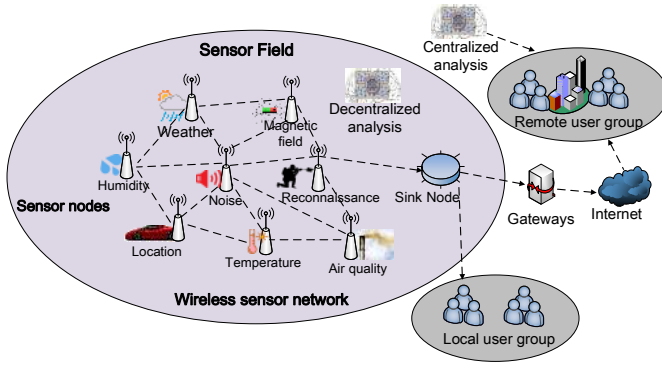 Sensor Field
Centralized
analysis
Decentralized
analysis
Weather
Magnetic
field
Remote user group
Humidity
Noise
Reconnaissance
Sink Node
Sensor nodes
Gateways
Internet
Location
Temperature
Air quality
Wireless sensor network
Local user group